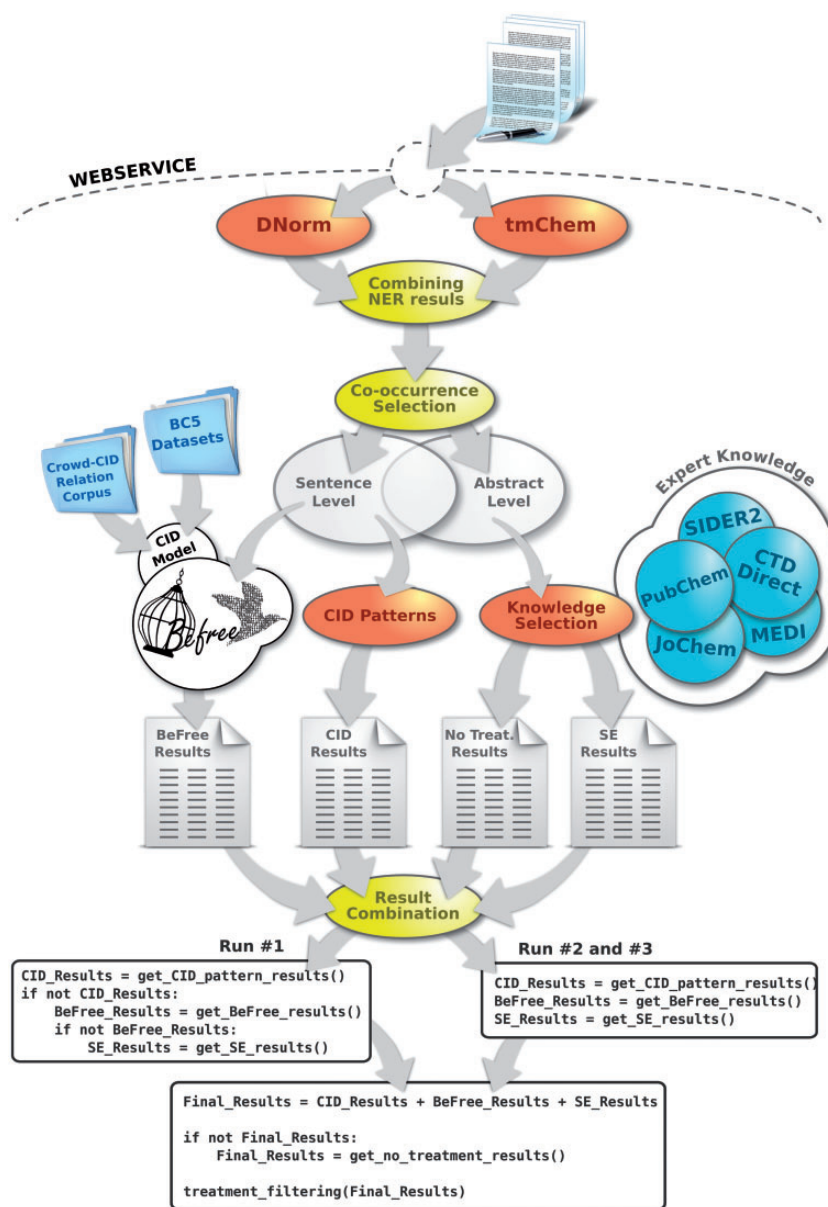 WEBSERVICE
DNorm
tmChem
Combining
NER resuls
Co-occurrence
Selection
BC5
Datasets
Crowd-CID
Relation
Corpus
Sentence
Level
Abstract
Level
Expert Knowledge
SIDER2
CTD
Direct
PubChem
MEDI
JoChem
CID
Model
Befree
CID Patterns
Knowledge
Selection
BeFree
Results
CID
Results
No Treat.
Results
SE
Results
Result
Combination
Run #1
CID_Results = get_CID_pattern_results()
if not CID_Results:
    BeFree_Results = get_BeFree_results()
    if not BeFree_Results:
        SE_Results = get_SE_results()
Run #2 and #3
CID_Results = get_CID_pattern_results()
BeFree_Results = get_BeFree_results()
SE_Results = get_SE_results()
Final_Results = CID_Results + BeFree_Results + SE_Results
if not Final_Results:
    Final_Results = get_no_treatment_results()
treatment_filtering(Final_Results)